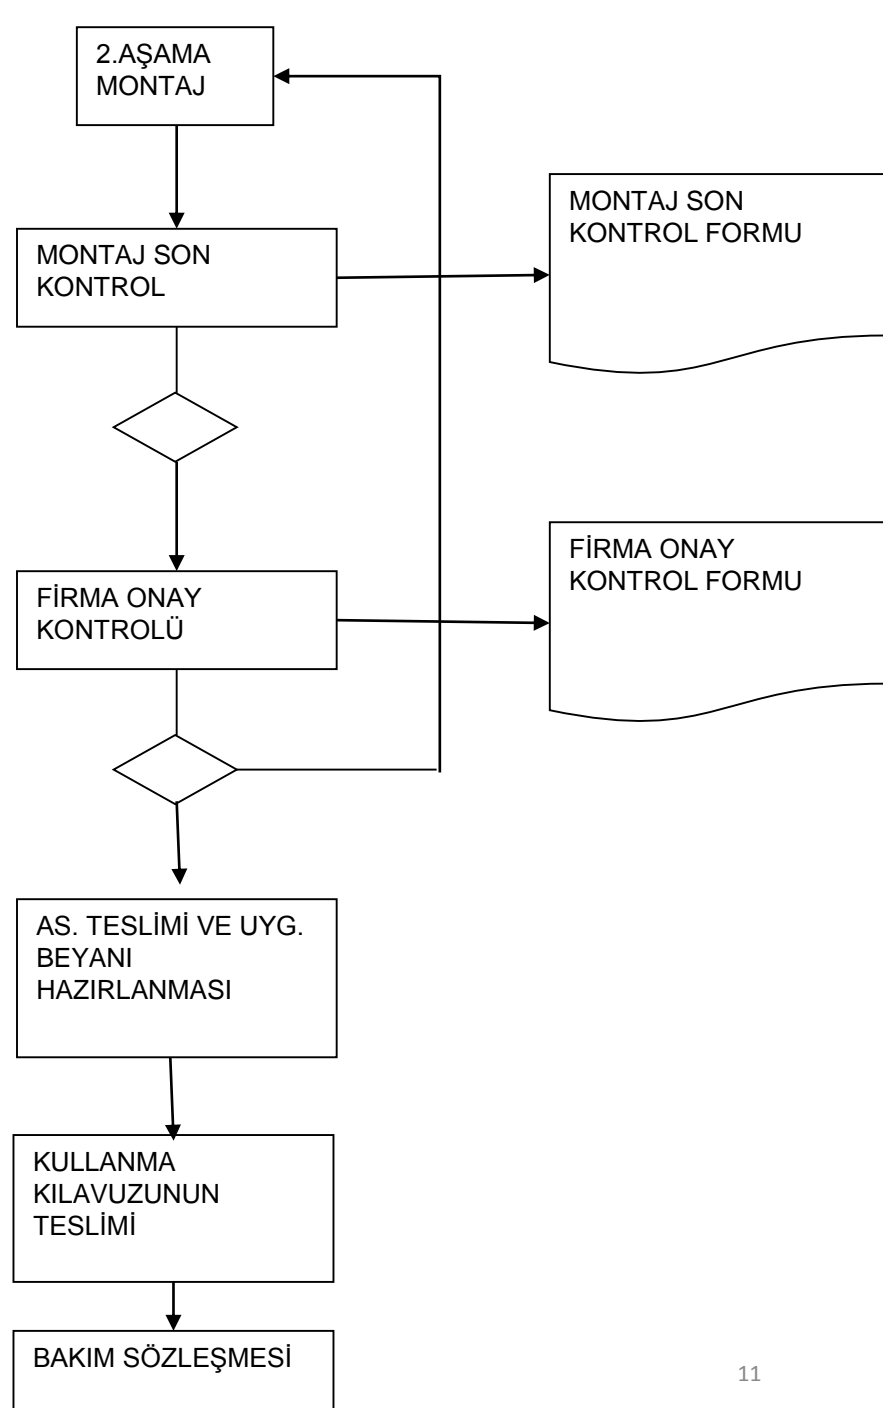 2.AŞAMA
MONTAJ
MONTAJ SON
KONTROL
MONTAJ SON
KONTROL FORMU
FİRMA ONAY
KONTROLÜ
FİRMA ONAY
KONTROL FORMU
AS. TESLİMİ VE UYG.
BEYANI
HAZIRLANMASI
KULLANMA
KILAVUZUNUN
TESLİMİ
BAKIM SÖZLEŞMESİ
11